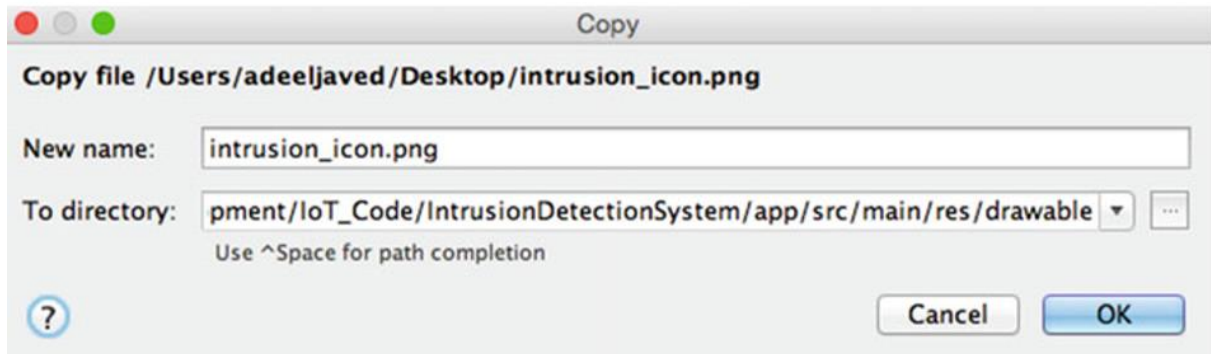 Copy
Copy file /Users/adeeljaved/Desktop/intrusion_icon.png
New name: intrusion_icon.png
To directory: pment/IoT_Code/IntrusionDetectionSystem/app/src/main/res/drawable ...
Use ^Space for path completion
? Cancel OK